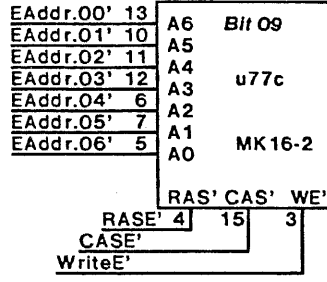 EAddr.00' 13 A6 Bit 09
EAddr.01' 10 A5
EAddr.02' 11 A4 u77c
EAddr.03' 12 A3
EAddr.04' 6 A2
EAddr.05' 7 A1 MK16-2
EAddr.06' 5 A0
RAS' CAS' WE'
RASE' 4 15 3
CASE'
WriteE'